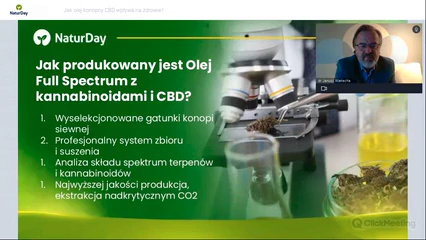 NaturDay
Jak olej konopny CBD wpływa na zdrowie?
NaturDay
Jak produkowany jest Olej
Full Spectrum z
kannabinoidami i CBD?
1. Wyselekcjonowane gatunki konopi
siewnej
2. Profesjonalny system zbioru
i suszenia
1. Analiza składu spektrum terpenów
i kannabinoidów
1. Najwyższej jakości produkcja,
ekstrakcja nadkrytycznym CO2
ClickMeeting